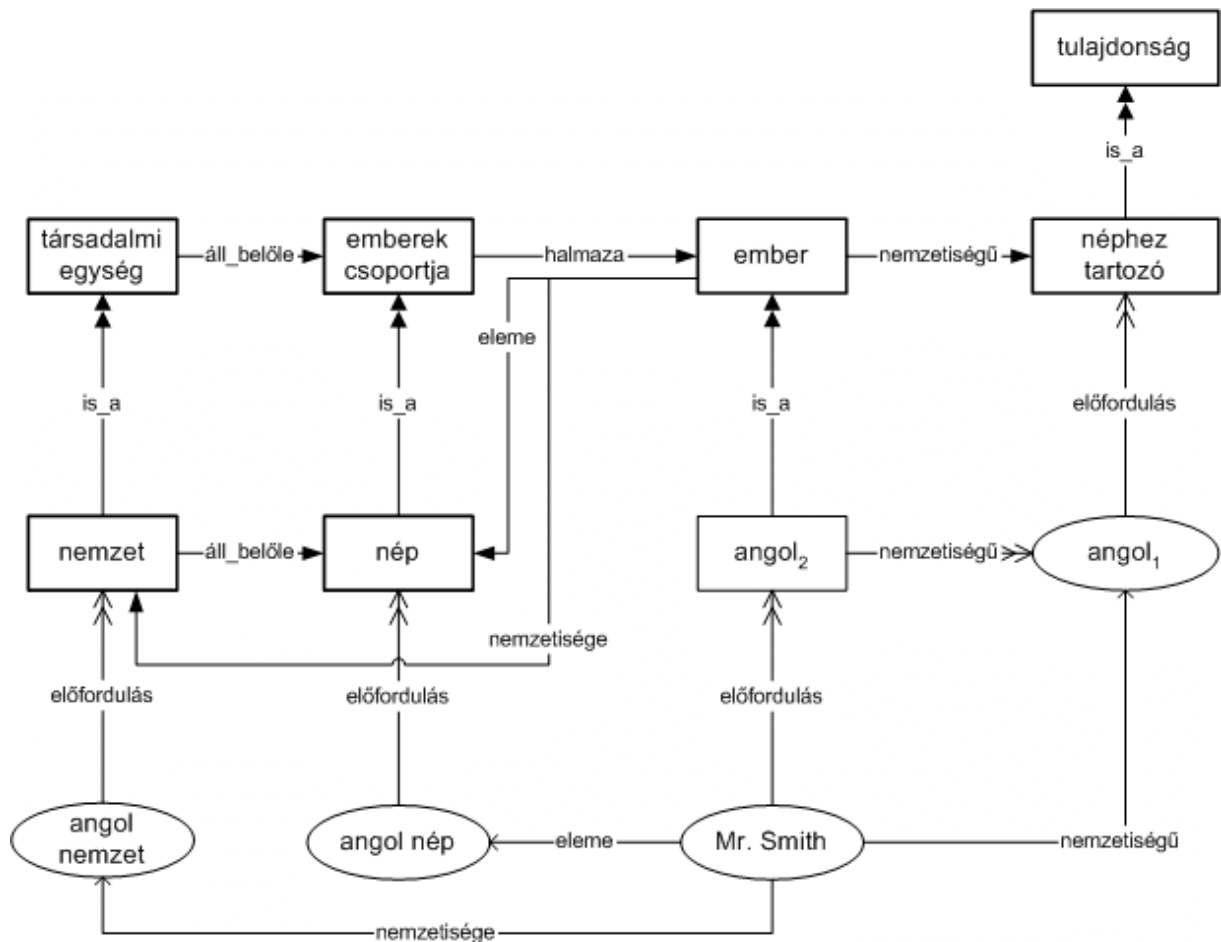 tulajdonság
is_a
társadalmi
egység
áll_belőle
emberek
csoportja
halmaza
ember
nemzetiségű
néphez
tartozó
eleme
is_a
is_a
is_a
előfordulás
nemzet
áll_belőle
nép
angol2
nemzetiségű
angol1
nemzetisége
előfordulás
előfordulás
előfordulás
angol
nemzet
angol nép
eleme
Mr. Smith
nemzetiségű
nemzetisége